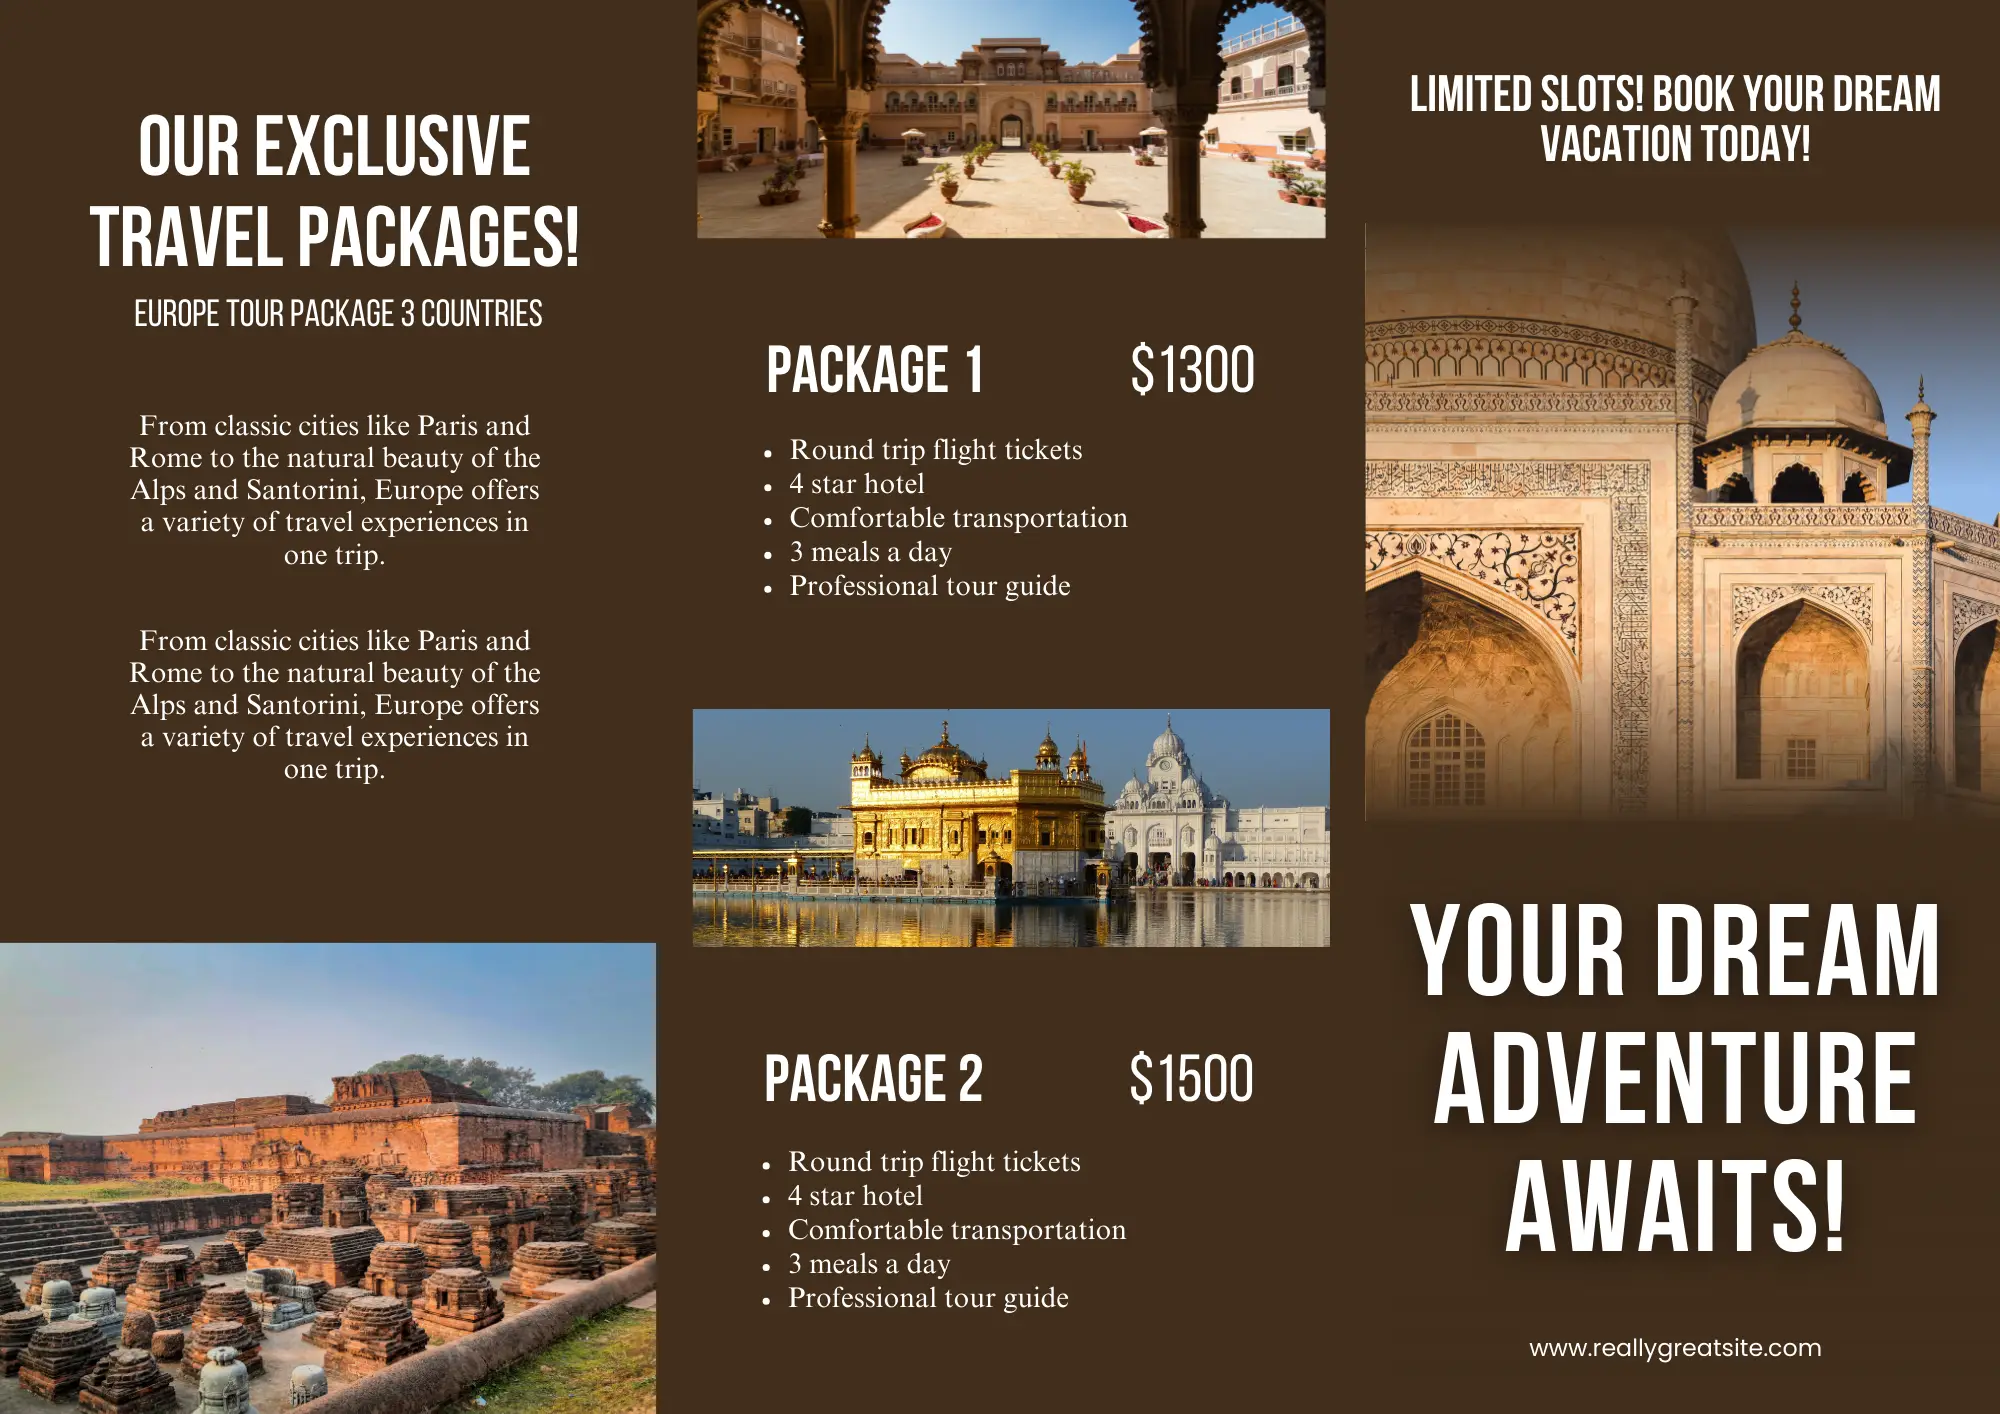 OUR EXCLUSIVE
TRAVEL PACKAGES!
EUROPE TOUR PACKAGE 3 COUNTRIES
From classic cities like Paris and
Rome to the natural beauty of the
Alps and Santorini, Europe offers
a variety of travel experiences in
one trip.
From classic cities like Paris and
Rome to the natural beauty of the
Alps and Santorini, Europe offers
a variety of travel experiences in
one trip.
PACKAGE 1 $1300
• Round trip flight tickets
• 4 star hotel
• Comfortable transportation
• 3 meals a day
• Professional tour guide
PACKAGE 2 $1500
• Round trip flight tickets
• 4 star hotel
• Comfortable transportation
• 3 meals a day
• Professional tour guide
LIMITED SLOTS! BOOK YOUR DREAM
VACATION TODAY!
YOUR DREAM
ADVENTURE
AWAITS!
www.reallygreatsite.com